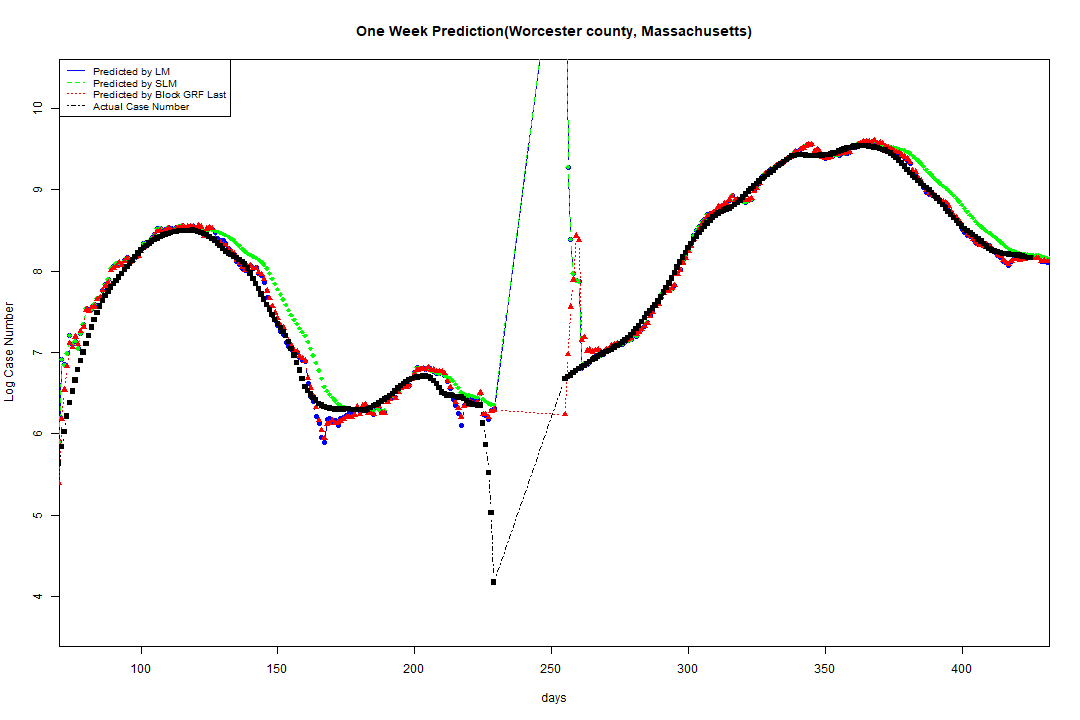 One Week Prediction(Worcester county, Massachusetts)
Predicted by LM
Predicted by SLM
Predicted by Block GRF Last
Actual Case Number
10
9
8
7
6
5
4
Log Case Number
100 150 200 250 300 350 400
days